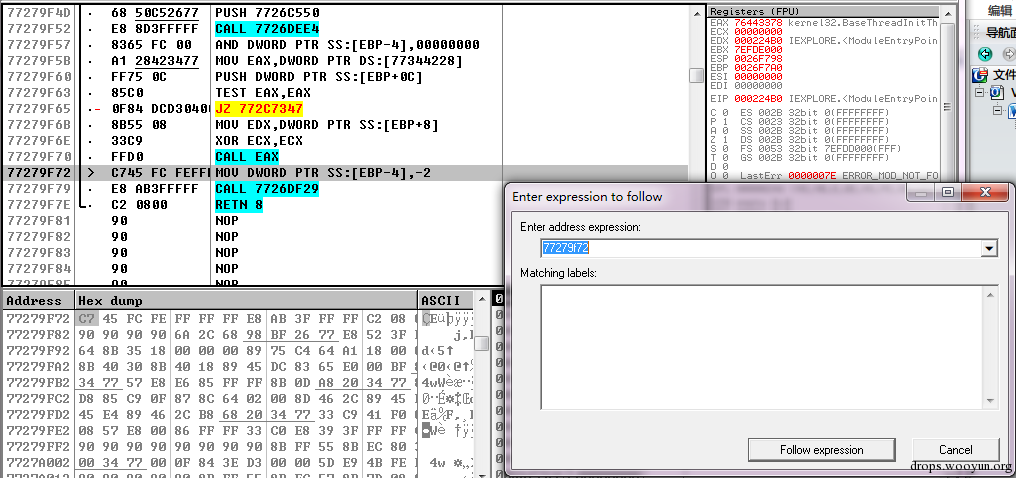 77279F4D 68 50C52677 PUSH 7726C550
77279F52 E8 8D3FFFFF CALL 7726DEE4
77279F57 8365 FC 00 AND DWORD PTR SS:[EBP-4],00000000
77279F5B A1 28423477 MOV EAX,DWORD PTR DS:[77344228]
77279F60 FF75 0C PUSH DWORD PTR SS:[EBP+0C]
77279F63 85C0 TEST EAX,EAX
77279F65 0F84 DCD30400 JZ 772C7347
77279F6B 8B55 08 MOV EDX,DWORD PTR SS:[EBP+8]
77279F6E 33C9 XOR ECX,ECX
77279F70 FFD0 CALL EAX
77279F72 C745 FC FEFFF MOV DWORD PTR SS:[EBP-4],-2
77279F79 E8 AB3FFFFF CALL 7726DF29
77279F7E C2 0800 RETN 8
77279F81 90 NOP
77279F82 90 NOP
77279F83 90 NOP
77279F84 90 NOP
Registers (FPU)
EAX 76443378 kernel32.BaseThreadInitTh
ECX 00000000
EDX 000224B0 IEXPLORE.<ModuleEntryPoin
EBX 7EFDE000
ESP 0026F798
EBP 0026F7A0
ESI 00000000
EDI 00000000
EIP 000224B0 IEXPLORE.<ModuleEntryPoin
C 0 ES 002B 32bit 0(FFFFFFFF)
P 1 CS 0023 32bit 0(FFFFFFFF)
A 0 SS 002B 32bit 0(FFFFFFFF)
Z 1 DS 002B 32bit 0(FFFFFFFF)
S 0 FS 0053 32bit 7EFDD000(FFF)
T 0 GS 002B 32bit 0(FFFFFFFF)
D 0
O 0 LastErr 0000007E ERROR_MOD_NOT_FO
编辑
导航面
文件
Enter expression to follow
Enter address expression:
77279f72
Matching labels:
Follow expression
Cancel
Address Hex dump ASCII
77279F72 C7 45 FC FE FF FF FF E8 AB 3F FF FF C2 08 0
77279F82 90 90 90 90 6A 2C 68 98 BF 26 77 E8 52 3F
77279F92 64 8B 35 18 00 00 00 89 75 C4 64 A1 18 00
77279FA2 8B 40 30 8B 40 18 89 45 DC 83 65 E0 00 BF
77279FB2 34 77 57 E8 E6 85 FF FF 8B 0D A8 20 34 77
77279FC2 D8 85 C9 0F 87 8C 64 02 00 8D 46 2C 89 45
77279FD2 45 E4 89 46 2C B8 68 20 34 77 33 C9 41 F0
77279FE2 08 57 E8 00 86 FF FF 33 C0 E8 39 3F FF FF
77279FF2 90 90 90 90 90 90 90 90 8B FF 55 8B EC 80
7727A002 00 34 77 00 0F 84 3E D3 00 00 5D E9 4B FE
drops.wooyun.org